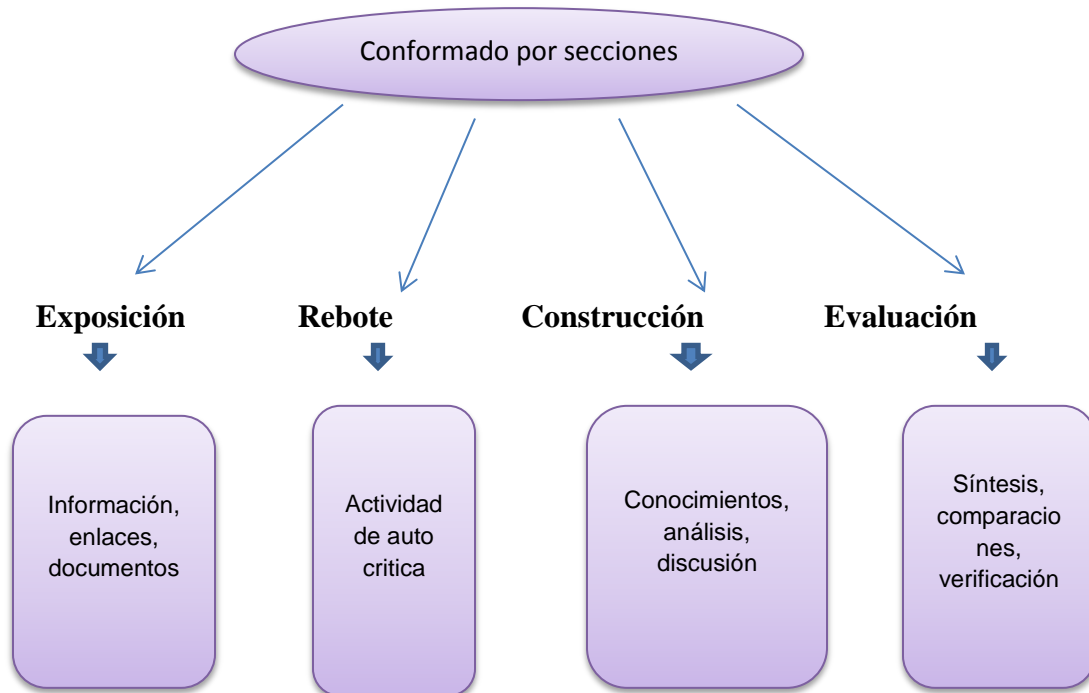 Conformado por secciones
Exposición
Rebote
Construcción
Evaluación
Información,
enlaces,
documentos
Actividad
de auto
critica
Conocimientos,
análisis,
discusión
Síntesis,
comparacio
nes,
verificación